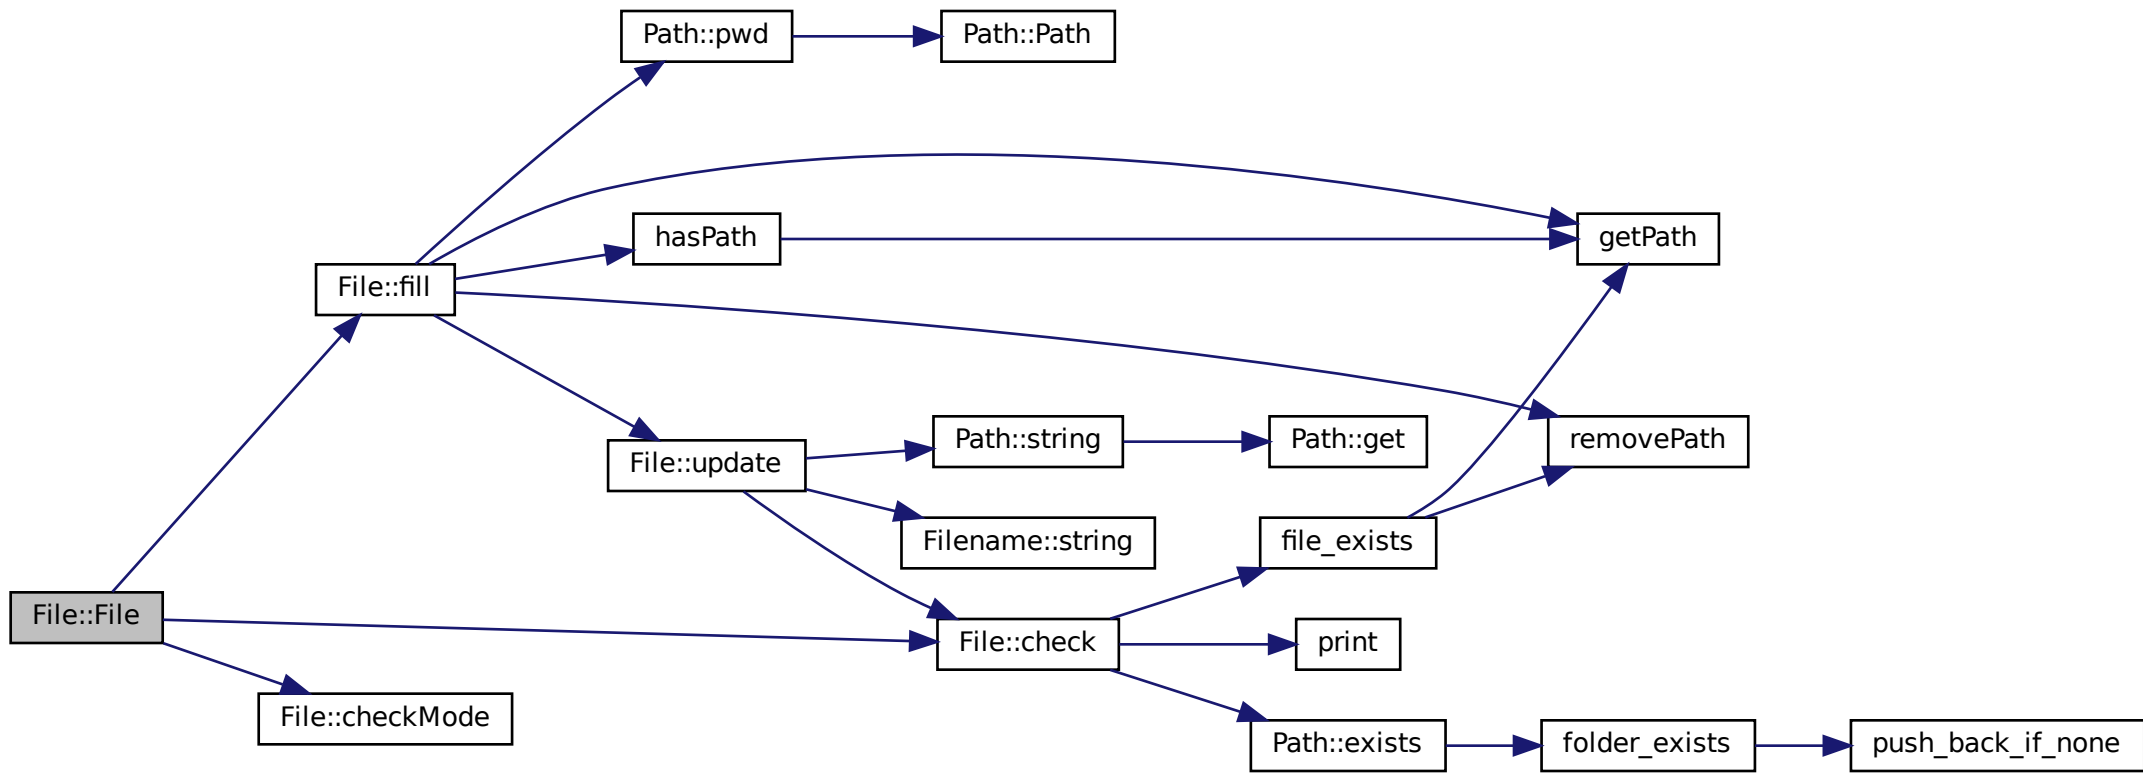 Path::pwd
Path::Path
hasPath
getPath
File::fill
Path::string
Path::get
removePath
File::update
Filename::string
file_exists
File::File
File::check
print
File::checkMode
Path::exists
folder_exists
push_back_if_none